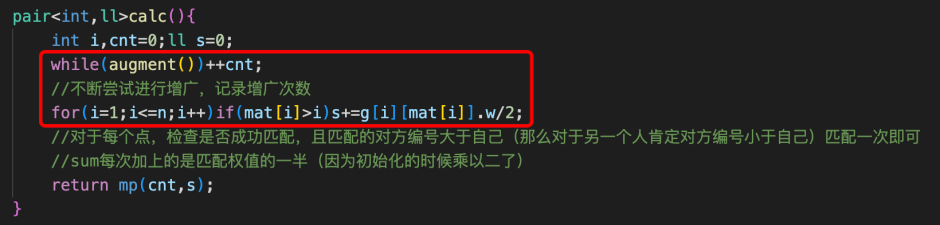 pair<int,ll>calc(){
int i,cnt=0;ll s=0;
while(augment())++cnt;
//不断尝试进行增广，记录增广次数
for(i=1;i<=n;i++)if(mat[i]>i)s+=g[i][mat[i]].w/2;
//对于每个点，检查是否成功匹配，且匹配的对方编号大于自己（那么对于另一个人肯定对方编号小于自己）匹配一次即可
//sum每次加上的是匹配权值的一半（因为初始化的时候乘以二了）
return mp(cnt,s);
}